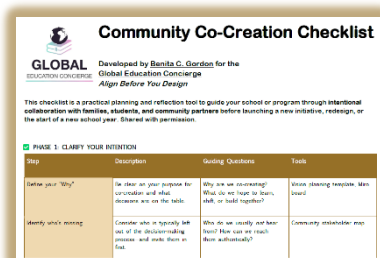 Community Co-Creation Checklist
GLOBAL
EDUCATION CONCIERGE
Developed by Benita C. Gordon for the
Global Education Concierge
Align Before You Design
This checklist is a practical planning and reflection tool to guide your school or program through intentional
collaboration with families, students, and community partners before launching a new initiative, redesign, or
the start of a new school year. Shared with permission.
✅ PHASE 1: CLARIFY YOUR INTENTION
Step Description Guiding Questions Tools
Define your "Why" Be clear on your purpose for Why are we co-creating? Vision planning template, Miro
co-creation and what What do we hope to learn, board
decisions are on the table. shift, or build together?
Identify who's missing Consider who is typically left Who do we usually not hear Community stakeholder map
out of the decision-making from? How can we reach
process and invite them in them authentically?
first.